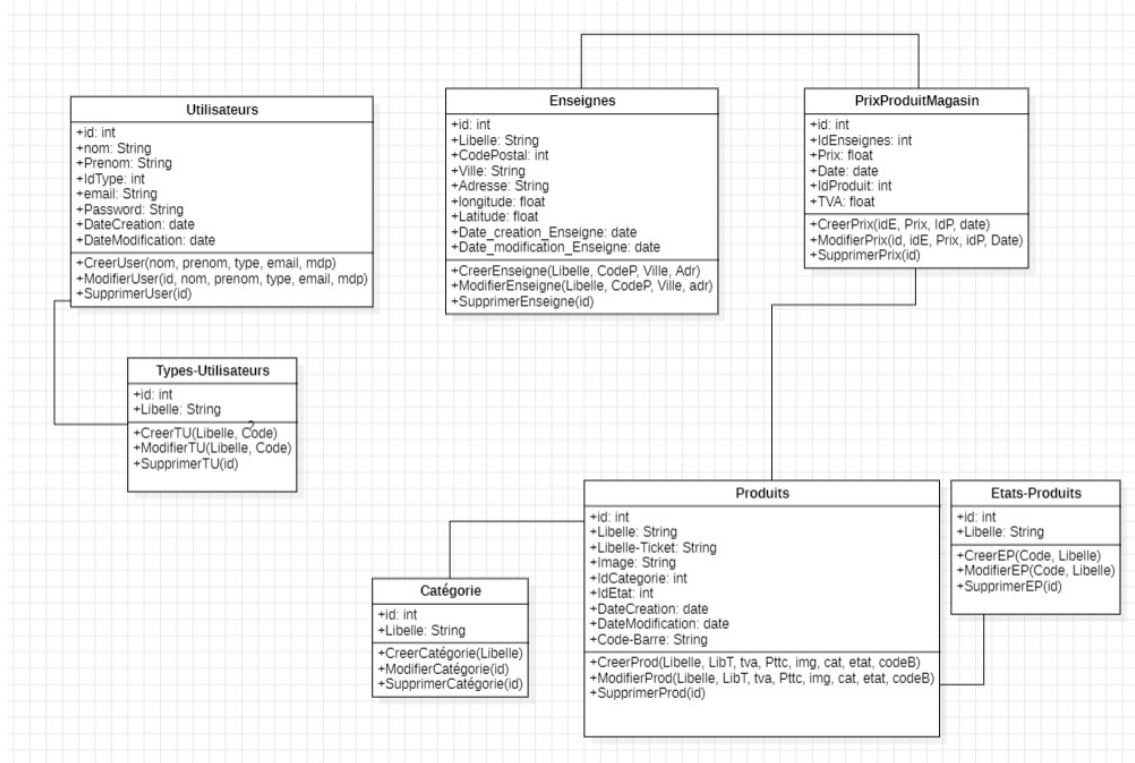 Utilisateurs
+id: int
+nom: String
+Prenom: String
+IdType: int
+email: String
+Password: String
+DateCreation: date
+DateModification: date
+CreerUser(nom, prenom, type, email, mdp)
+ModifierUser(id, nom, prenom, type, email, mdp)
+SupprimerUser(id)
Enseignes
+id: int
+Libelle: String
+CodePostal: int
+Ville: String
+Adresse: String
+longitude: float
+Latitude: float
+Date_creation_Enseigne: date
+Date_modification_Enseigne: date
+CreerEnseigne(Libelle, CodeP, Ville, Adr)
+ModifierEnseigne(Libelle, CodeP, Ville, adr)
+SupprimerEnseigne(id)
PrixProduitMagasin
+id: int
+IdEnseignes: int
+Prix: float
+Date: date
+IdProduit: int
+TVA: float
+CreerPrix(idE, Prix, IdP, date)
+ModifierPrix(id, idE, Prix, idP, Date)
+SupprimerPrix(id)
Types-Utilisateurs
+id: int
+Libelle: String
+CreerTU(Libelle, Code)
+ModifierTU(Libelle, Code)
+SupprimerTU(id)
Catégorie
+id: int
+Libelle: String
+CreerCatégorie(Libelle)
+ModifierCatégorie(id)
+SupprimerCatégorie(id)
Produits
+id: int
+Libelle: String
+Libelle-Ticket: String
+Image: String
+IdCategorie: int
+IdEtat: int
+DateCreation: date
+DateModification: date
+Code-Barre: String
+CreerProd(Libelle, LibT, tva, Pttc, img, cat, etat, codeB)
+ModifierProd(Libelle, LibT, tva, Pttc, img, cat, etat, codeB)
+SupprimerProd(id)
Etats-Produits
+id: int
+Libelle: String
+CreerEP(Code, Libelle)
+ModifierEP(Code, Libelle)
+SupprimerEP(id)